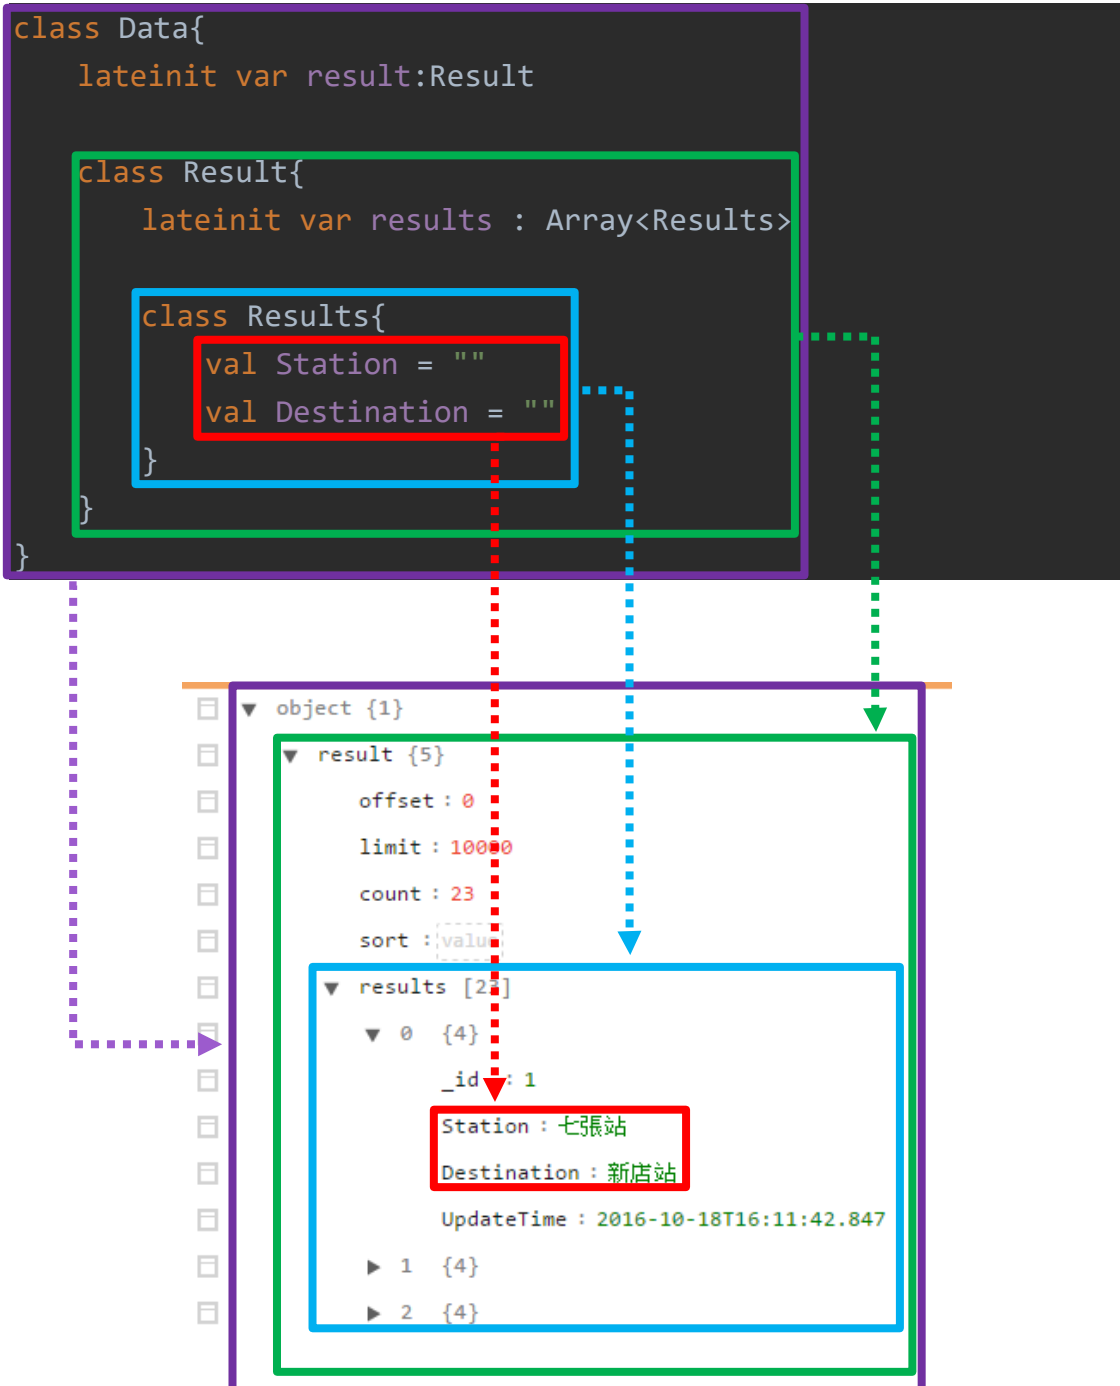 class Data{
lateinit var result:Result
class Result{
lateinit var results : Array<Results>
class Results{
val Station = ""
val Destination = ""
}
}
}
object {1}
result {5}
offset : 0
limit : 10000
count : 23
sort : value
results [23]
0 {4}
_id : 1
Station : 七張站
Destination : 新店站
UpdateTime : 2016-10-18T16:11:42.847
1 {4}
2 {4}